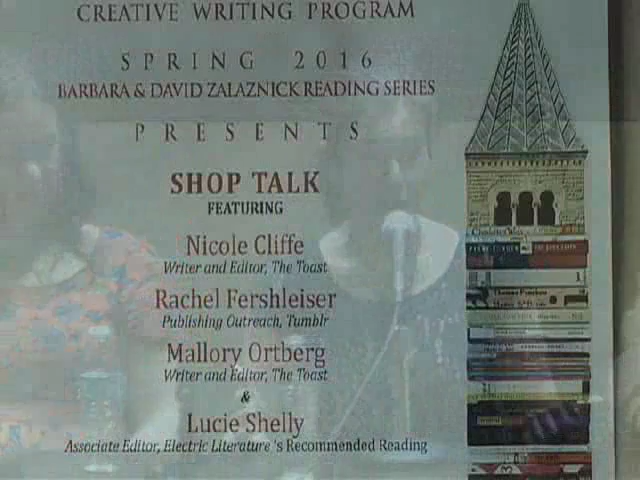 CREATIVE WRITING PROGRAM
SPRING 2016
BARBARA & DAVID ZALAZNICK READING SERIES
PRESENTS
SHOP TALK
FEATURING
Nicole Cliffe
Writer and Editor, The Toast
Rachel Fershleiser
Publishing Outreach, Tumblr
Mallory Ortberg
Writer and Editor, The Toast
&
Lucie Shelly
Associate Editor, Electric Literature 's Recommended Reading